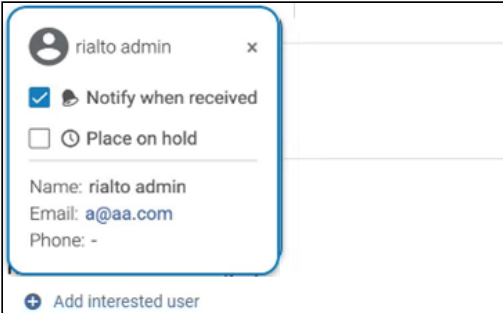 rialto admin ×
Notify when received
Place on hold
Name: rialto admin
Email: a@aa.com
Phone: -
Add interested user